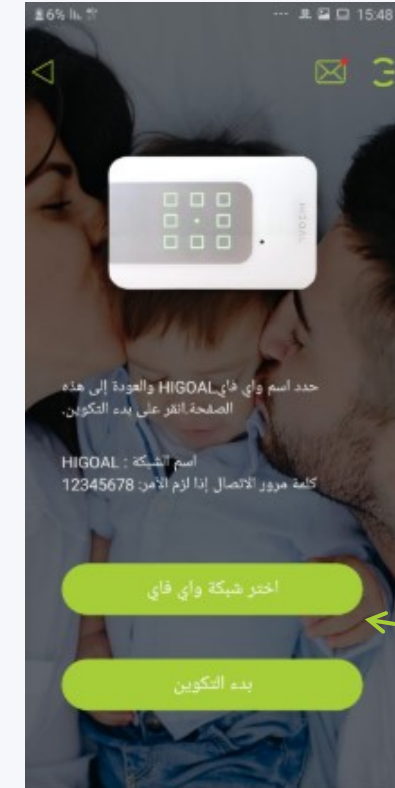 6% 15:48
HIGOAL
حدد اسم واي فايHIGOAL والعودة إلى هذه
الصفحة.انقر على بدء التكوين.
اسم الشبكة : HIGOAL
كلمة مرور الاتصال إذا لزم الأمر: 12345678
اختر شبكة واي فاي
بدء التكوين